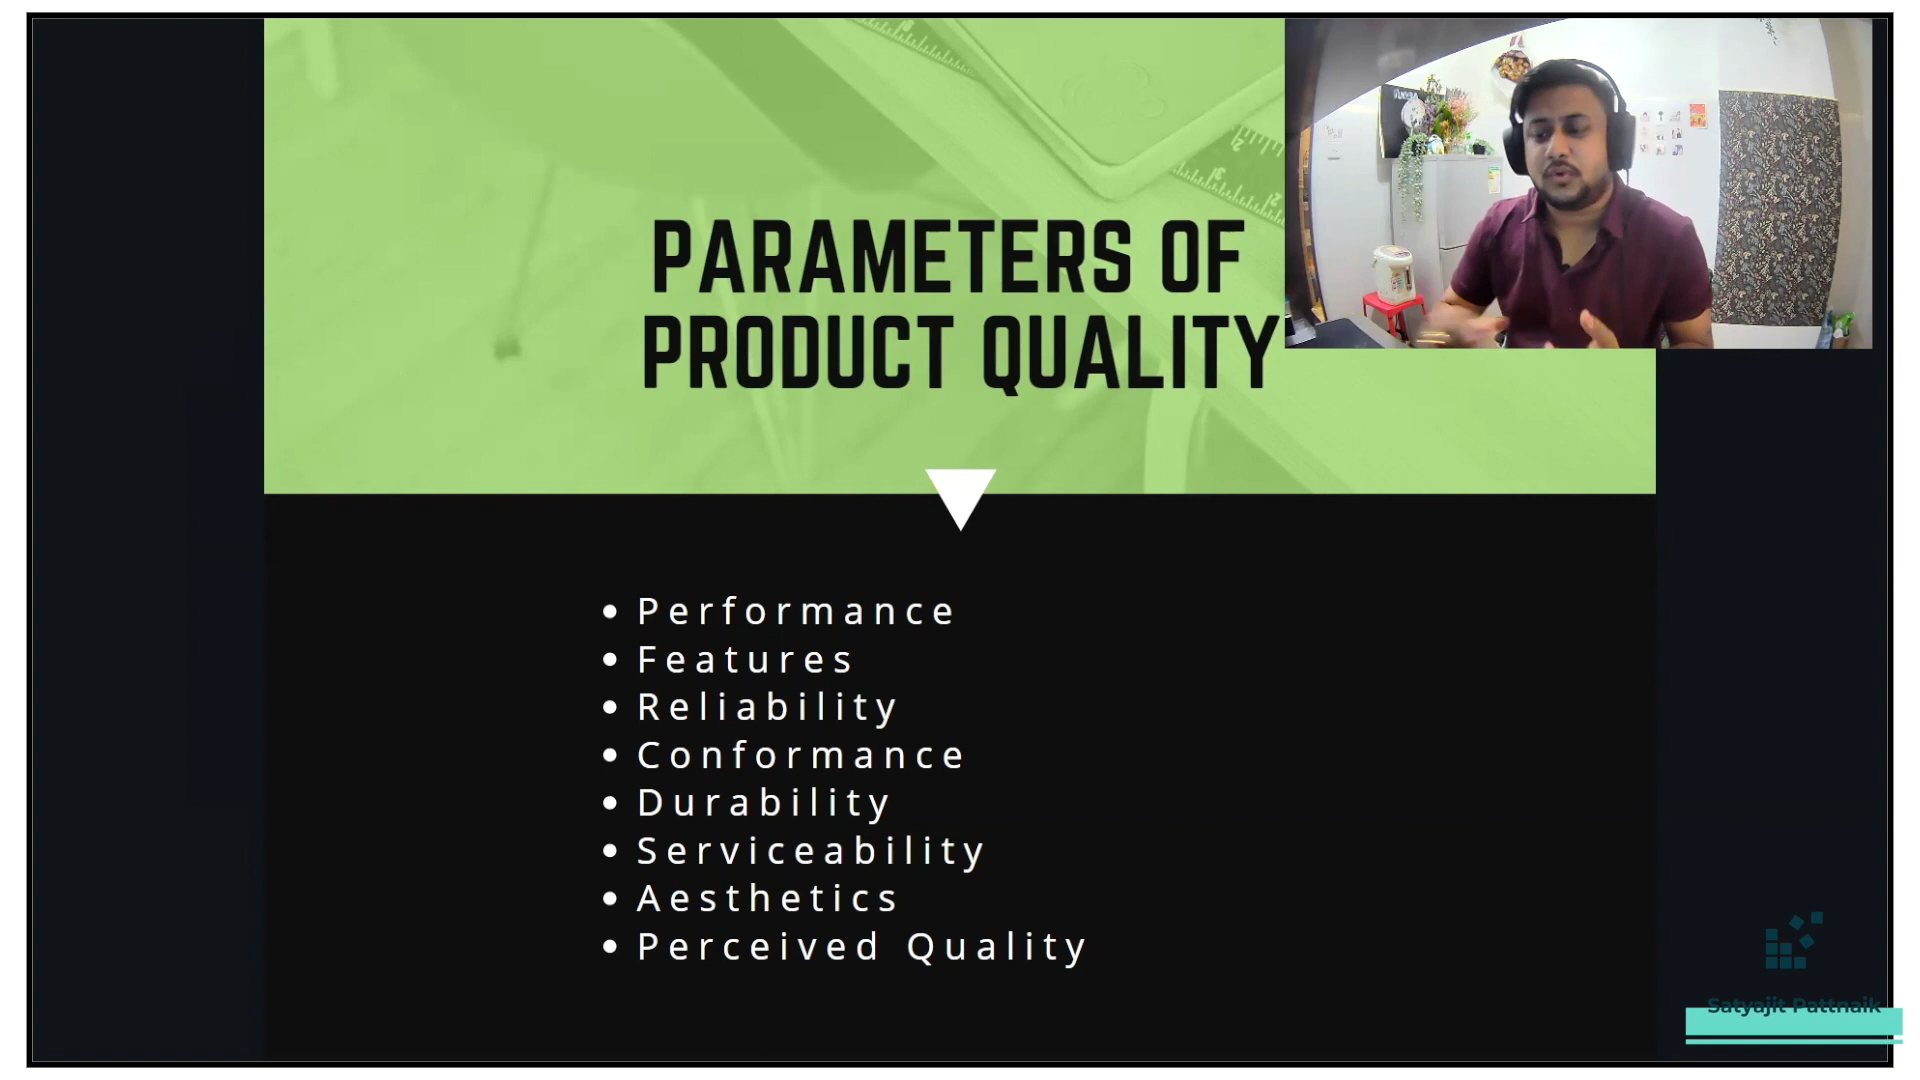 PARAMETERS OF
PRODUCT QUALITY
• Performance
• Features
• Reliability
• Conformance
• Durability
• Serviceability
• Aesthetics
• Perceived Quality
Satyajit Pattnaik